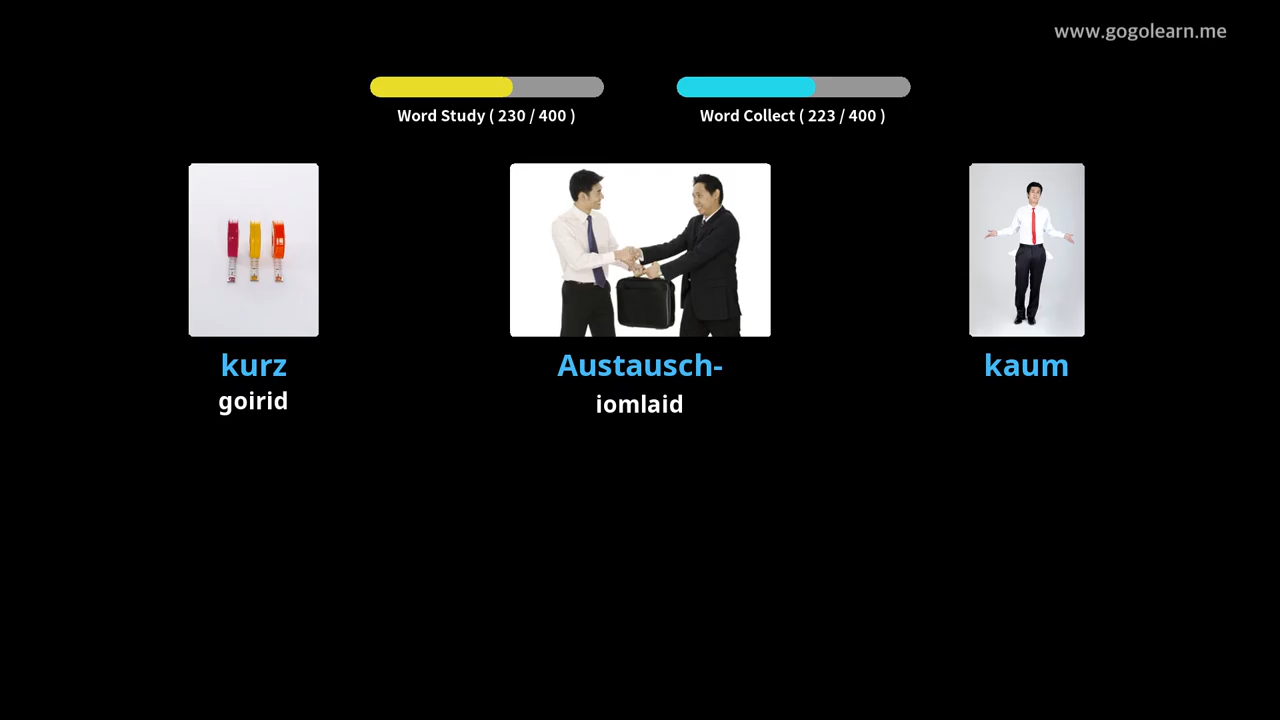 www.gogolearn.me
Word Study ( 230 / 400 )
Word Collect ( 223 / 400 )
kurz
goirid
Austausch-
iomlaid
kaum